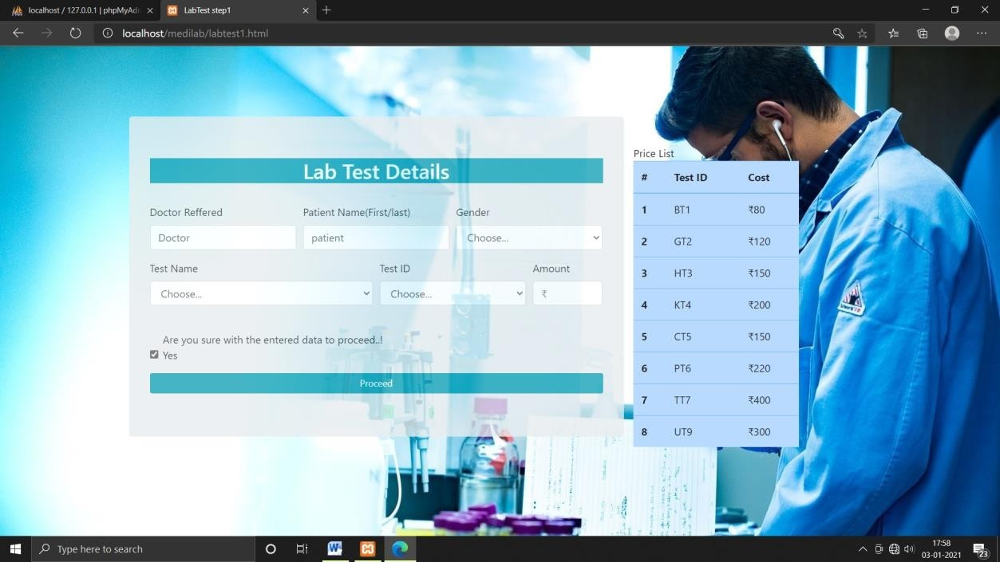 localhost / 127.0.0.1 | phpMyAdn
LabTest step1
localhost/medilab/labtest1.html
Lab Test Details
Doctor Reffered Patient Name(First/last) Gender
Doctor patient Choose...
Test Name Test ID Amount
Choose... Choose... ₹
Are you sure with the entered data to proceed..!
Yes
Proceed
Price List
# Test ID Cost
1 BT1 ₹80
2 GT2 ₹120
3 HT3 ₹150
4 KT4 ₹200
5 CT5 ₹150
6 PT6 ₹220
7 TT7 ₹400
8 UT9 ₹300
Type here to search
17:58
03-01-2021
23